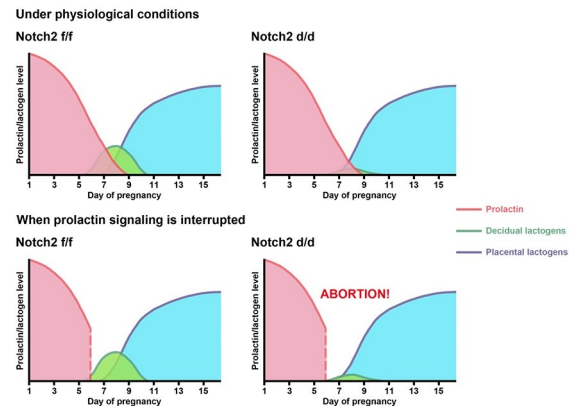 Under physiological conditions
Notch2 f/f
Notch2 d/d
Prolactin/lactogen level
1 3 5 7 9 11 13 15
Day of pregnancy
Prolactin/lactogen level
1 3 5 7 9 11 13 15
Day of pregnancy
When prolactin signaling is interrupted
Notch2 f/f
Notch2 d/d
Prolactin/lactogen level
1 3 5 7 9 11 13 15
Day of pregnancy
Prolactin/lactogen level
ABORTION!
1 3 5 7 9 11 13 15
Day of pregnancy
Prolactin
Decidual lactogens
Placental lactogens